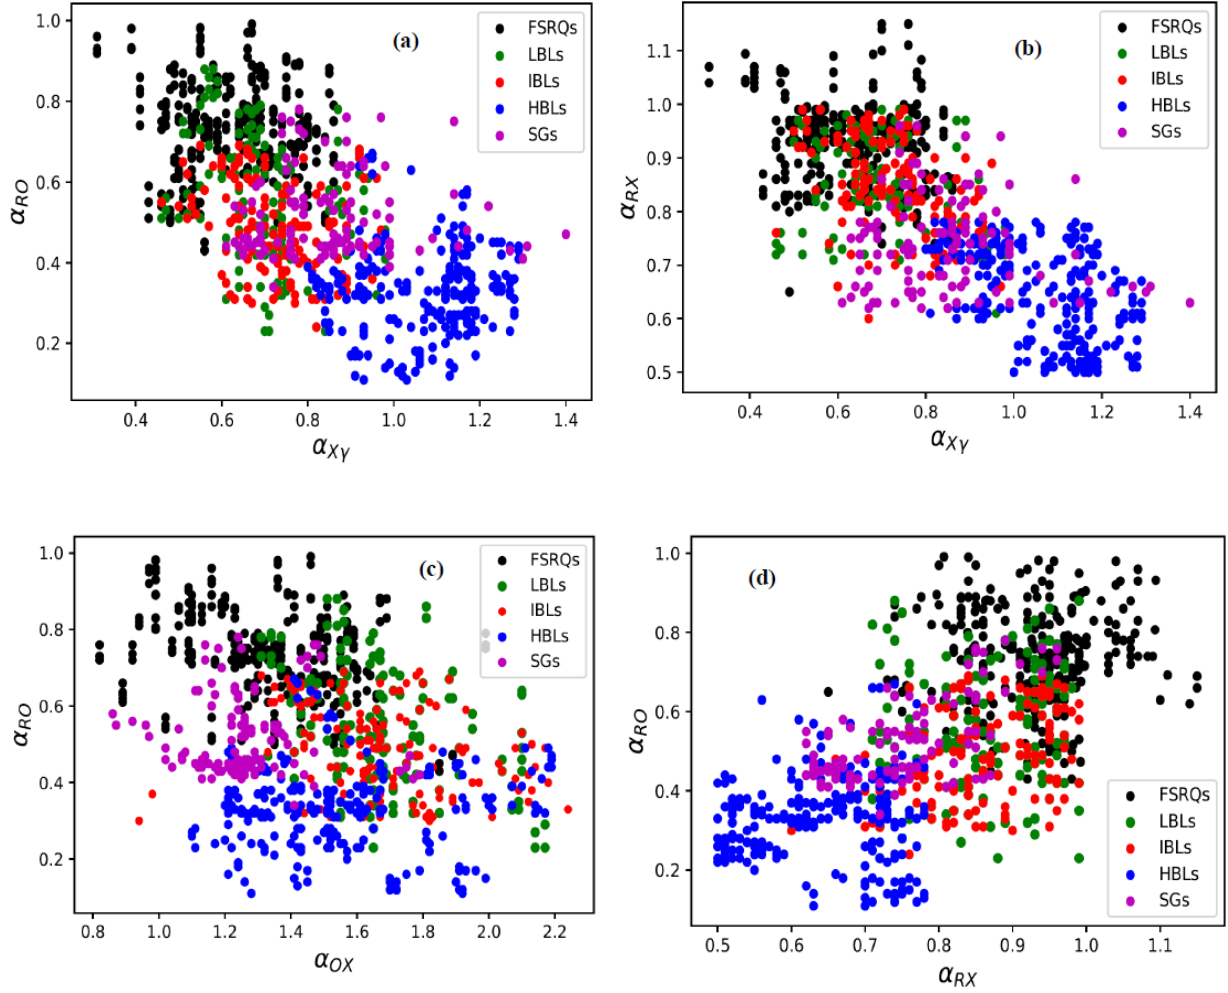 (a)
FSRQs
LBLs
IBLs
HBLs
SGs
1.0
0.8
0.6
0.4
0.2
α_RO
0.4 0.6 0.8 1.0 1.2 1.4
α_Xγ
(b)
FSRQs
LBLs
IBLs
HBLs
SGs
1.1
1.0
0.9
0.8
0.7
0.6
0.5
α_RX
0.4 0.6 0.8 1.0 1.2 1.4
α_Xγ
(c)
FSRQs
LBLs
IBLs
HBLs
SGs
1.0
0.8
0.6
0.4
0.2
α_RO
0.8 1.0 1.2 1.4 1.6 1.8 2.0 2.2
α_OX
(d)
FSRQs
LBLs
IBLs
HBLs
SGs
1.0
0.8
0.6
0.4
0.2
α_RO
0.5 0.6 0.7 0.8 0.9 1.0 1.1
α_RX